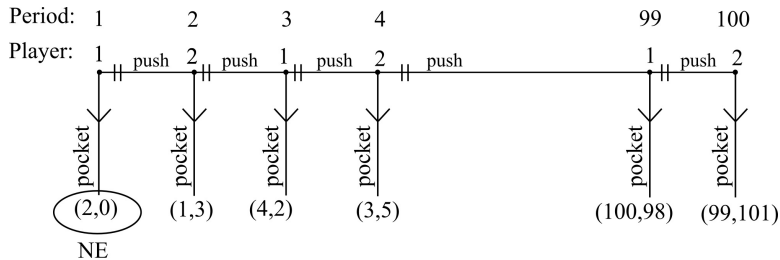 Period: 1 2 3 4 99 100
Player: 1 2 1 2 1 2
push push push push push
pocket pocket pocket pocket pocket pocket
(2,0) (1,3) (4,2) (3,5) (100,98) (99,101)
NE